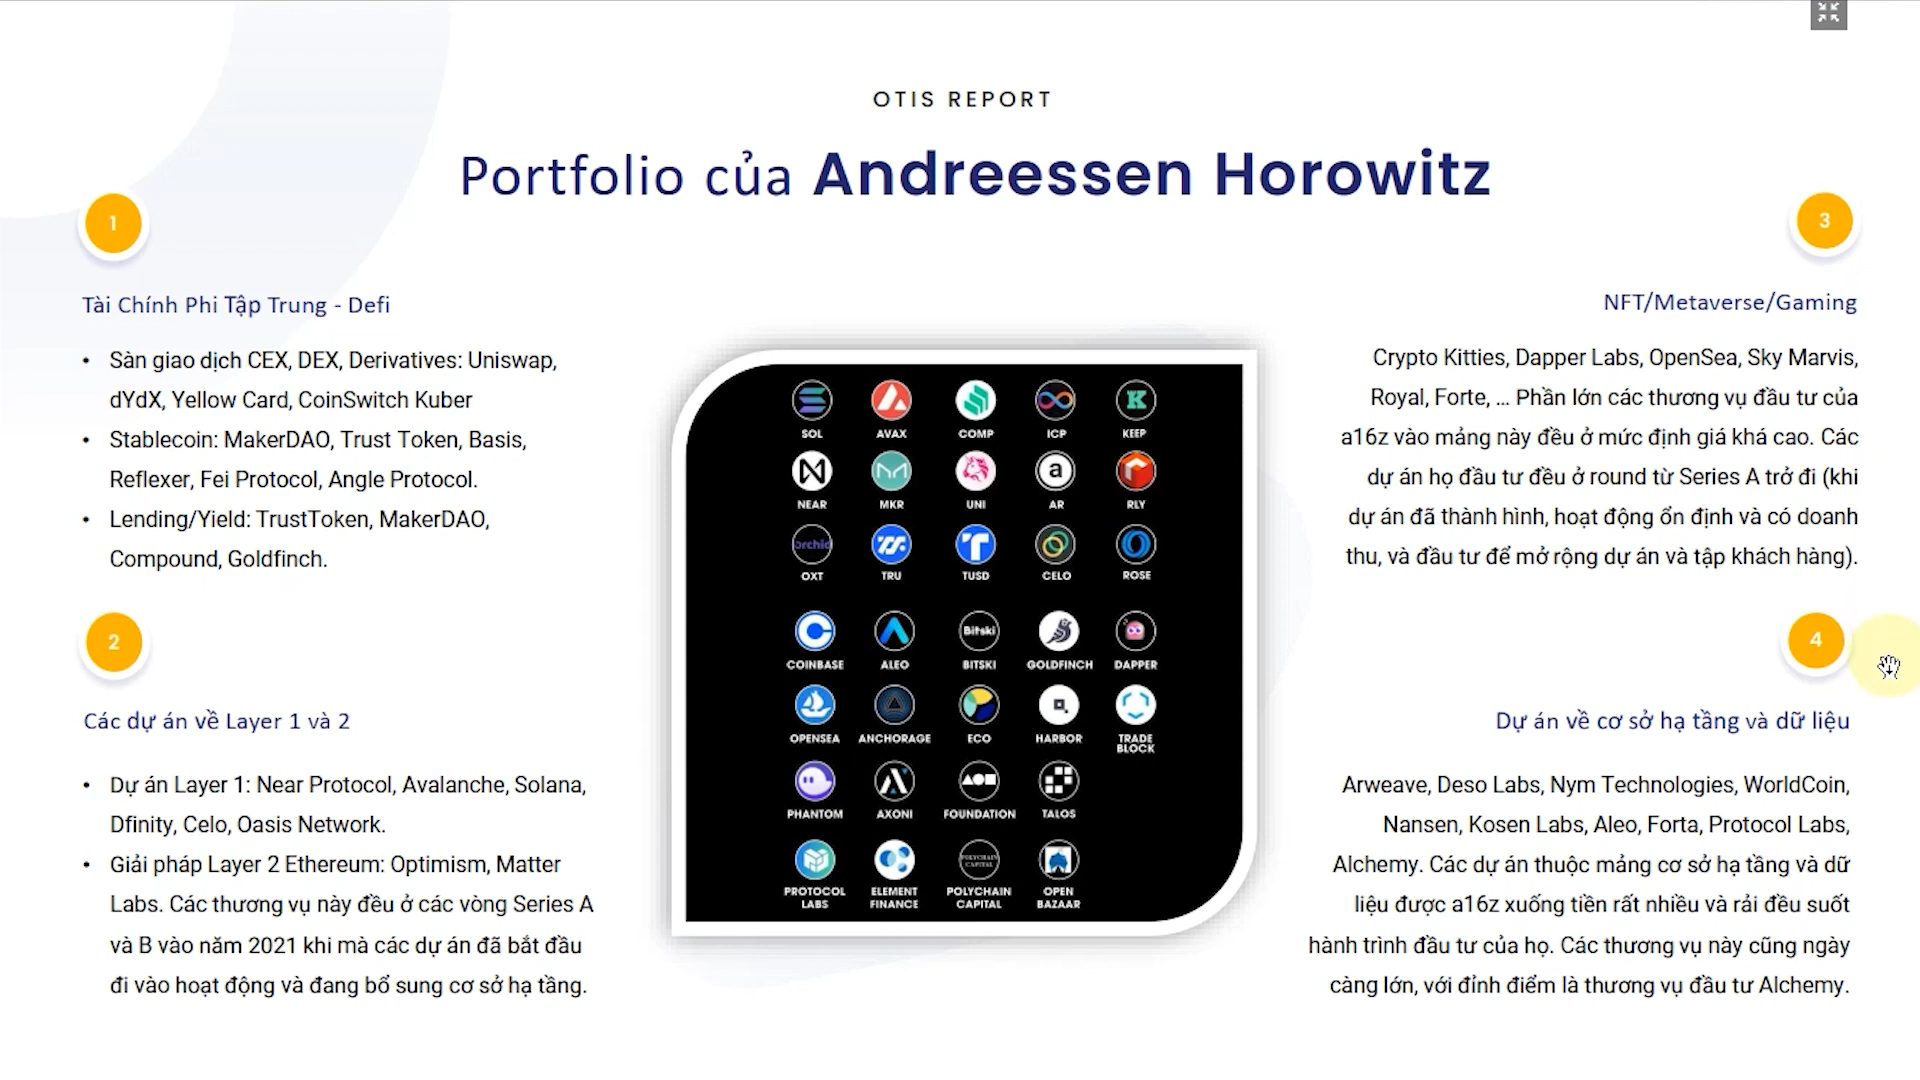 OTIS REPORT
Portfolio của Andreessen Horowitz
1
Tài Chính Phi Tập Trung - Defi
• Sàn giao dịch CEX, DEX, Derivatives: Uniswap,
dYdX, Yellow Card, CoinSwitch Kuber
• Stablecoin: MakerDAO, Trust Token, Basis,
Reflexer, Fei Protocol, Angle Protocol.
• Lending/Yield: TrustToken, MakerDAO,
Compound, Goldfinch.
2
Các dự án về Layer 1 và 2
• Dự án Layer 1: Near Protocol, Avalanche, Solana,
Dfinity, Celo, Oasis Network.
• Giải pháp Layer 2 Ethereum: Optimism, Matter
Labs. Các thương vụ này đều ở các vòng Series A
và B vào năm 2021 khi mà các dự án đã bắt đầu
đi vào hoạt động và đang bổ sung cơ sở hạ tầng.
SOL AVAX COMP ICP KEEP
NEAR MKR UNI AR RLY
orchid
OXT TRU TUSD CELO ROSE
Bitski
COINBASE ALEO BITSKI GOLDFINCH DAPPER
OPENSEA ANCHORAGE ECO HARBOR TRADE
BLOCK
PHANTOM AXONI FOUNDATION TALOS
POLYCHAIN
CAPITAL
PROTOCOL ELEMENT POLYCHAIN OPEN
LABS FINANCE CAPITAL BAZAAR
3
NFT/Metaverse/Gaming
Crypto Kitties, Dapper Labs, OpenSea, Sky Marvis,
Royal, Forte, ... Phần lớn các thương vụ đầu tư của
a16z vào mảng này đều ở mức định giá khá cao. Các
dự án họ đầu tư đều ở round từ Series A trở đi (khi
dự án đã thành hình, hoạt động ổn định và có doanh
thu, và đầu tư để mở rộng dự án và tập khách hàng).
4
Dự án về cơ sở hạ tầng và dữ liệu
Arweave, Deso Labs, Nym Technologies, WorldCoin,
Nansen, Kosen Labs, Aleo, Forta, Protocol Labs,
Alchemy. Các dự án thuộc mảng cơ sở hạ tầng và dữ
liệu được a16z xuống tiền rất nhiều và rải đều suốt
hành trình đầu tư của họ. Các thương vụ này cũng ngày
càng lớn, với đỉnh điểm là thương vụ đầu tư Alchemy.